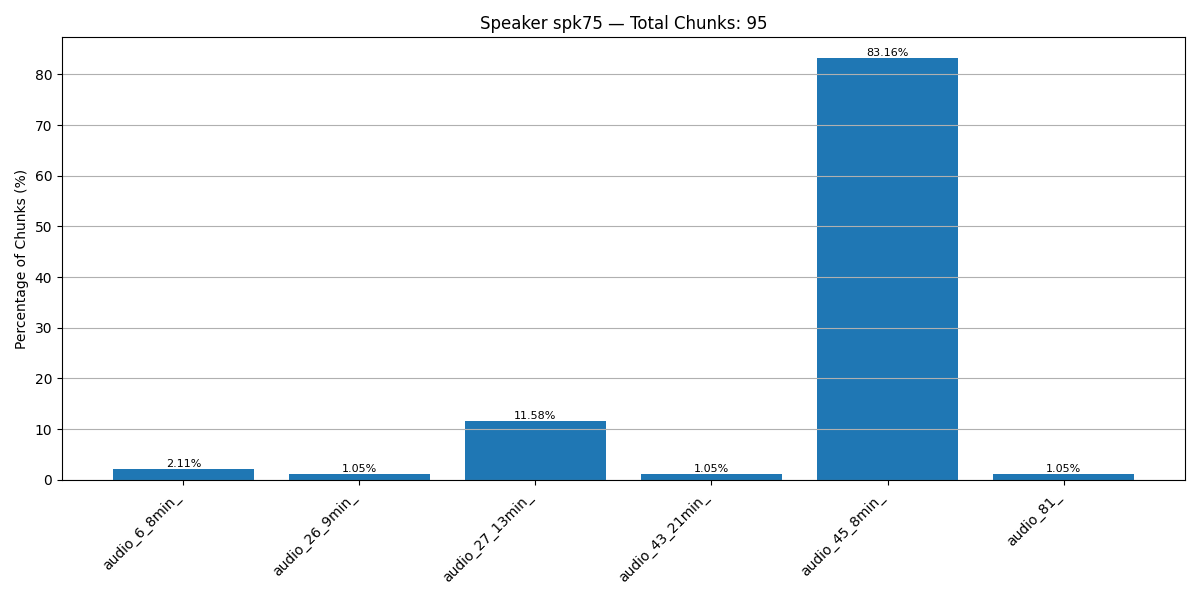 Speaker spk75 — Total Chunks: 95
Percentage of Chunks (%)
80
70
60
50
40
30
20
10
0
2.11%
1.05%
11.58%
1.05%
83.16%
1.05%
audio_6_8min_
audio_26_9min_
audio_27_13min_
audio_43_21min_
audio_45_8min_
audio_81_